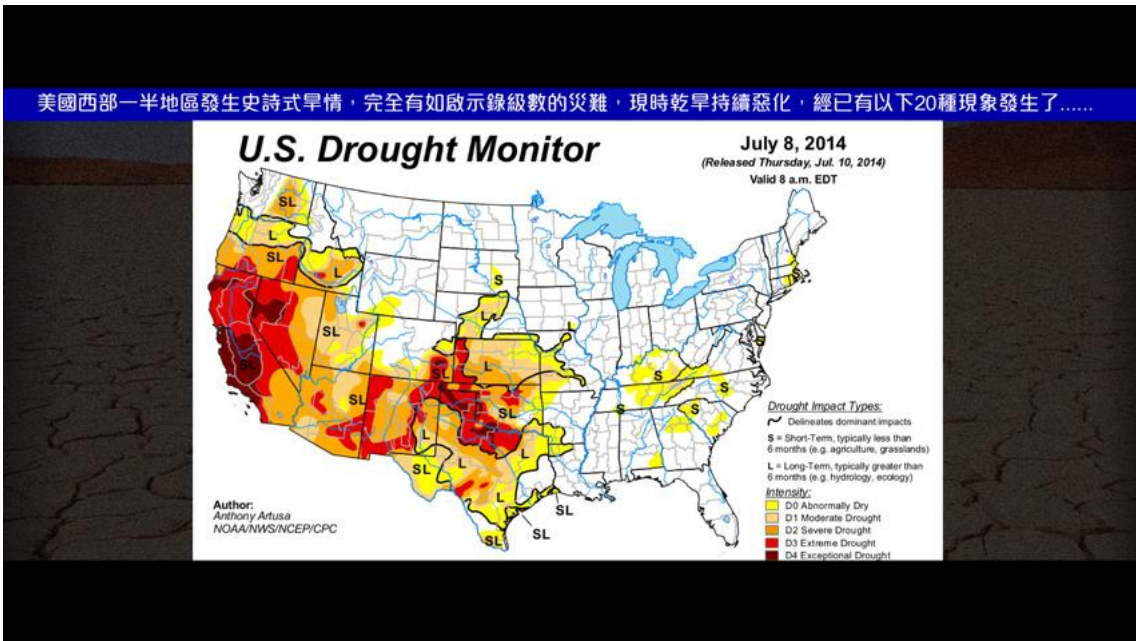 美國西部一半地區發生史詩式旱情，完全有如啟示錄級數的災難，現時乾旱持續惡化，經已有以下20種現象發生了......
U.S. Drought Monitor
July 8, 2014
(Released Thursday, Jul. 10, 2014)
Valid 8 a.m. EDT
SL
L
SL
L
S
L
L
SL
SL
L
S
S
SL
SL
SL
S
S
S
L
S
S
SL
L
L
L
SL
SL
SL
Drought Impact Types:
Delineates dominant impacts
S = Short-Term, typically less than
6 months (e.g. agriculture, grasslands)
L = Long-Term, typically greater than
6 months (e.g. hydrology, ecology)
Intensity:
D0 Abnormally Dry
D1 Moderate Drought
D2 Severe Drought
D3 Extreme Drought
D4 Exceptional Drought
Author:
Anthony Artusa
NOAA/NWS/NCEP/CPC